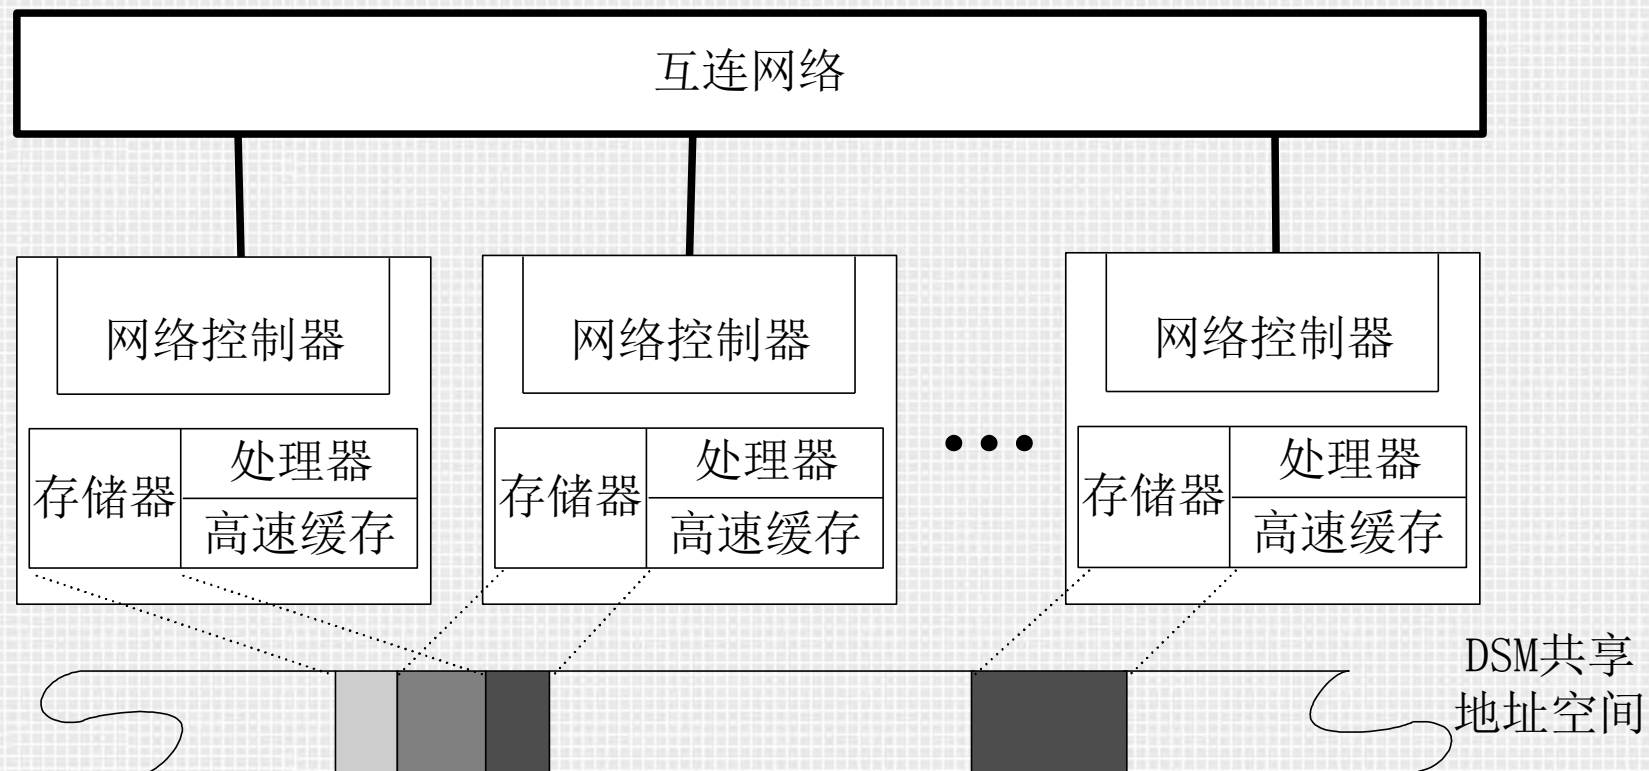 互连网络
网络控制器
网络控制器
网络控制器
存储器
处理器
高速缓存
存储器
处理器
高速缓存
存储器
处理器
高速缓存
DSM共享
地址空间